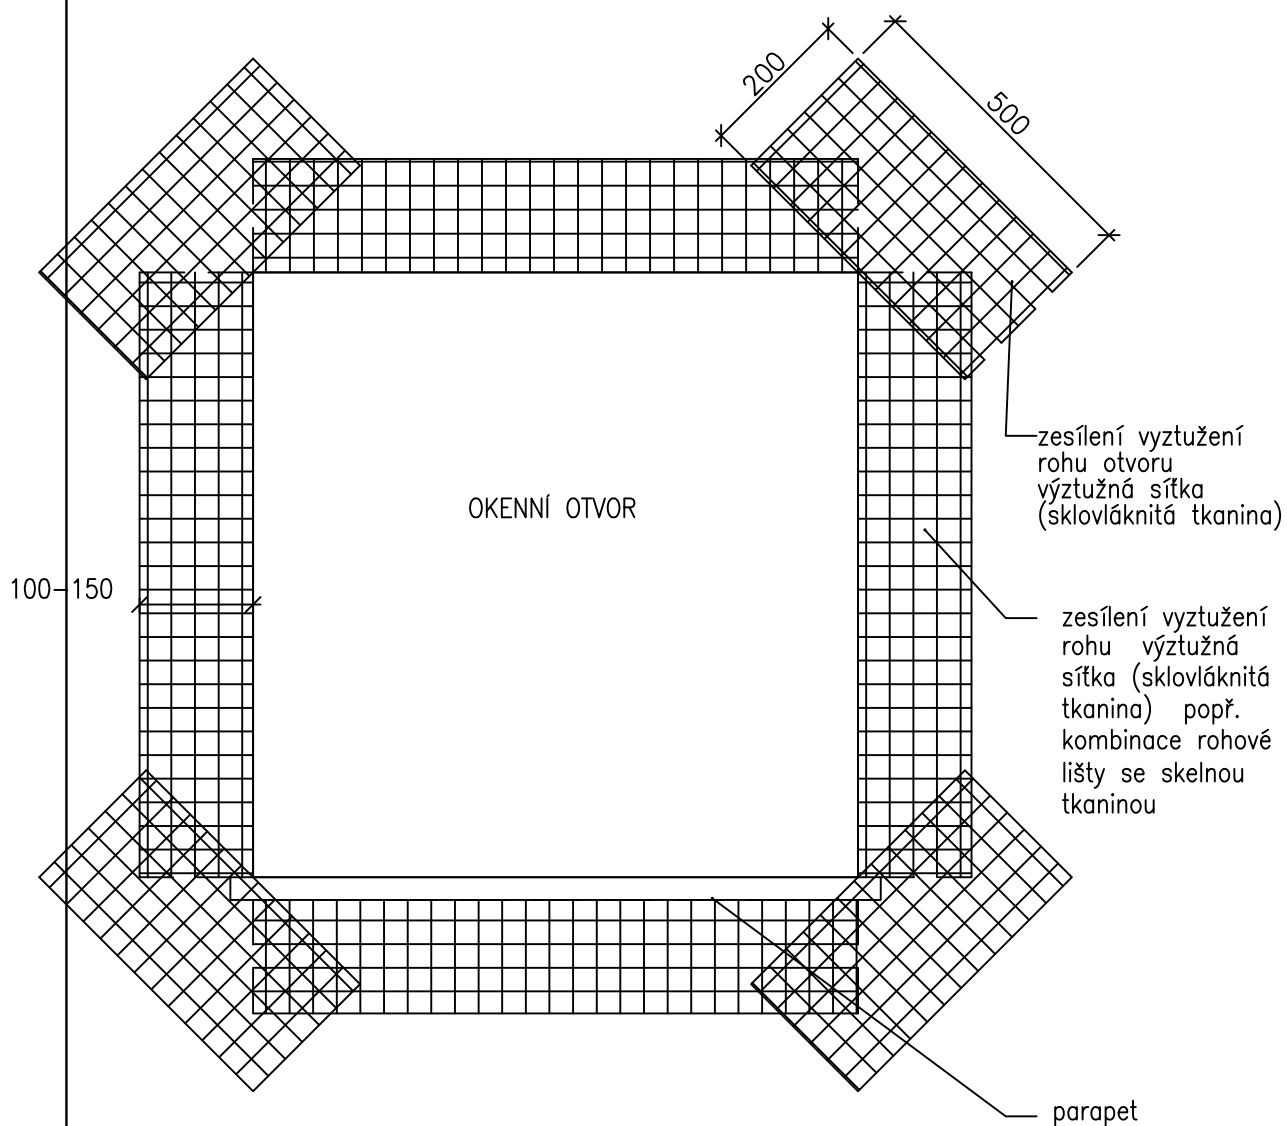 200
500
zesílení vyztužení
rohu otvoru
výztužná síťka
(sklovláknitá tkanina)
OKENNÍ OTVOR
100-150
zesílení vyztužení
rohu výztužná
síťka (sklovláknitá
tkanina) popř.
kombinace rohové
lišty se skelnou
tkaninou
parapet